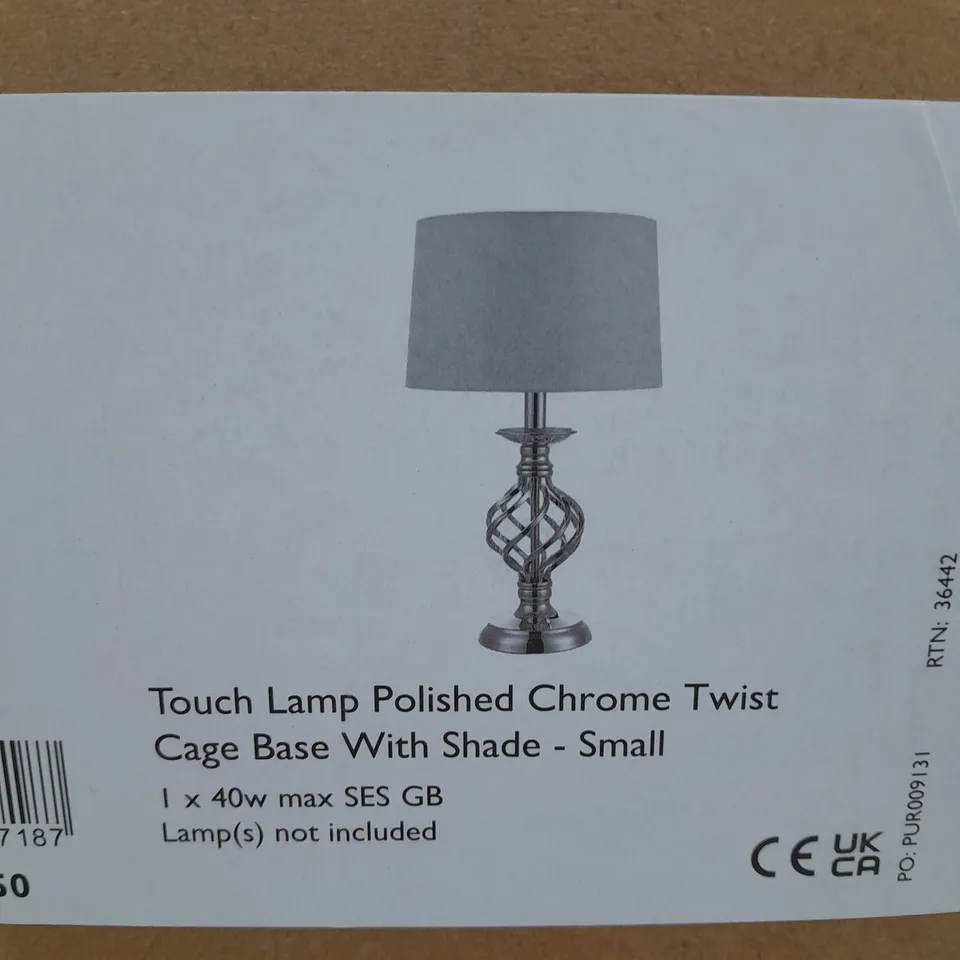 Touch Lamp Polished Chrome Twist
Cage Base With Shade - Small
1 x 40w max SES GB
Lamp(s) not included
7187
50
CE
UK
CA
PO: PUR009131
RTN: 36442